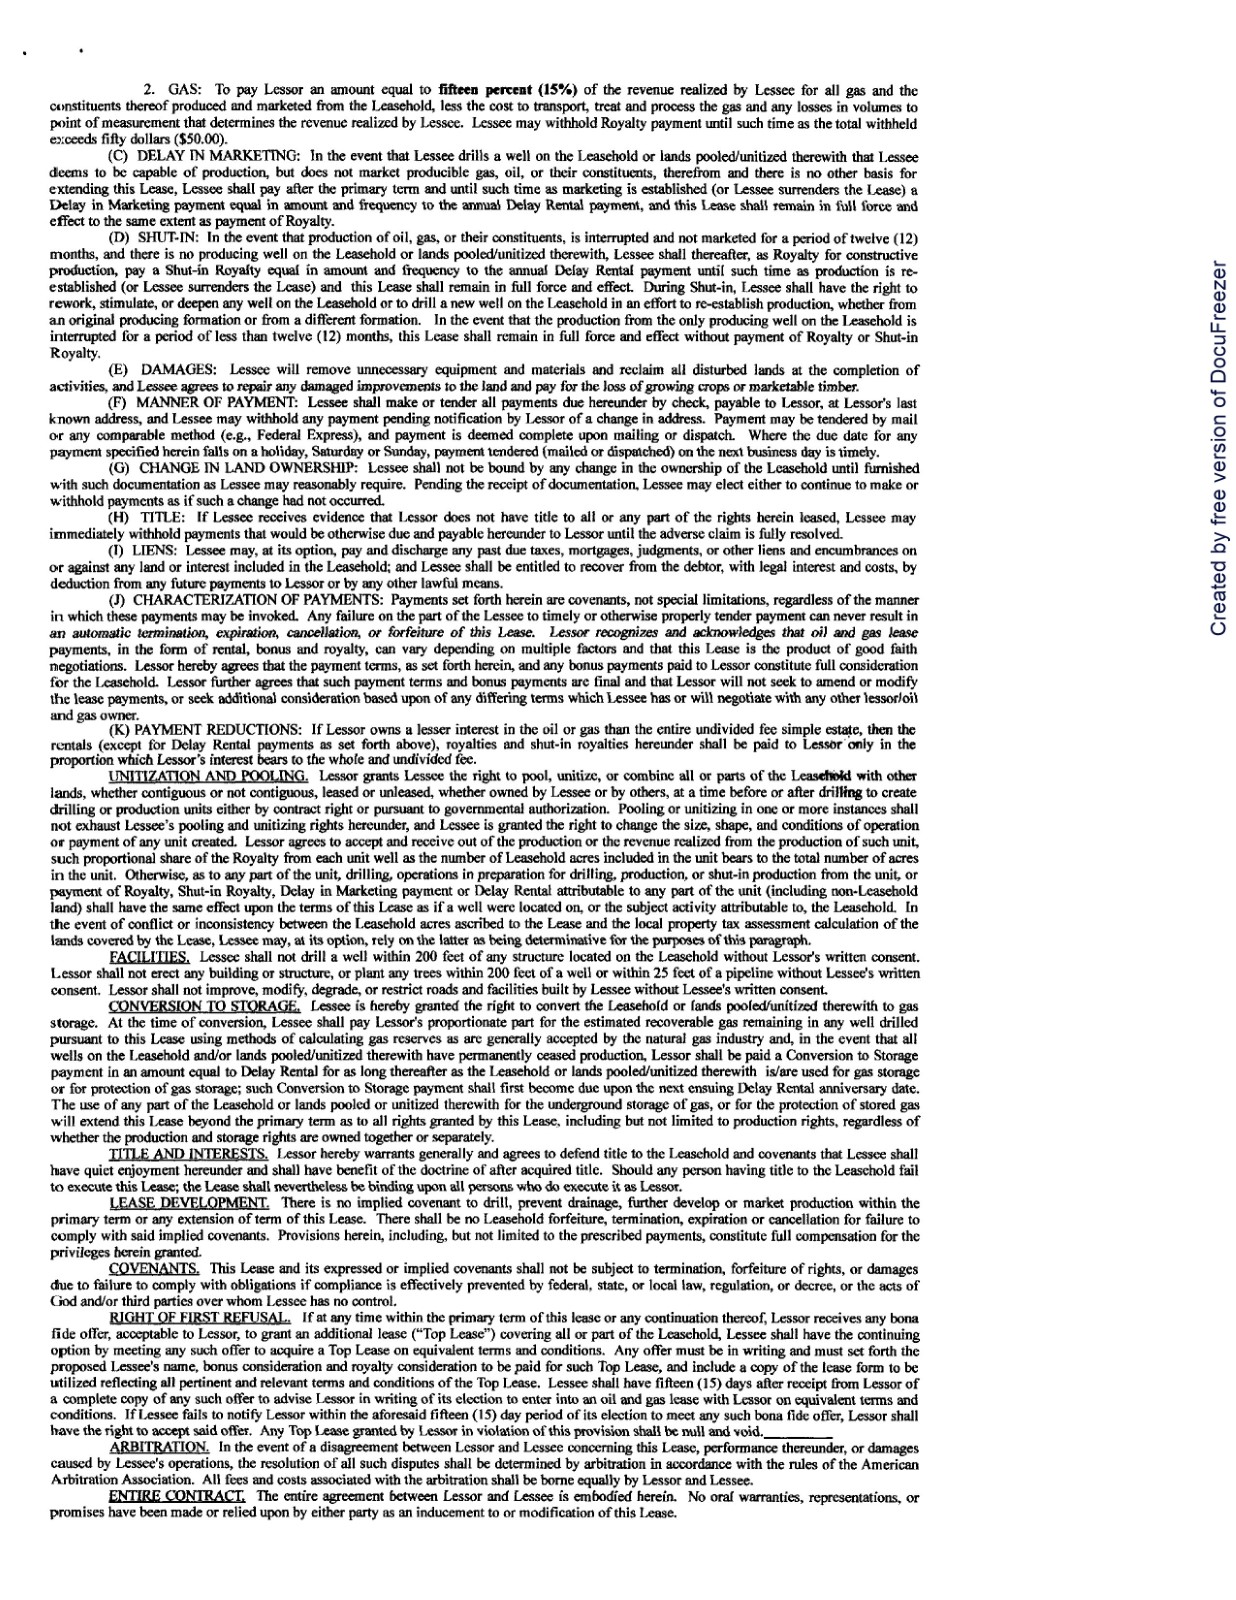 2. GAS: To pay Lessor an amount equal to fifteen percent (15%) of the revenue realized by Lessee for all gas and the
constituents thereof produced and marketed from the Leasehold, less the cost to transport, treat and process the gas and any losses in volumes to
point of measurement that determines the revenue realized by Lessee. Lessee may withhold Royalty payment until such time as the total withheld
exceeds fifty dollars ($50.00).
(C) DELAY IN MARKETING: In the event that Lessee drills a well on the Leasehold or lands pooled/unitized therewith that Lessee
deems to be capable of production, but does not market producible gas, oil, or their constituents, therefrom and there is no other basis for
extending this Lease, Lessee shall pay after the primary term and until such time as marketing is established (or Lessee surrenders the Lease) a
Delay in Marketing payment equal in amount and frequency to the annual Delay Rental payment, and this Lease shall remain in full force and
effect to the same extent as payment of Royalty.
(D) SHUT-IN: In the event that production of oil, gas, or their constituents, is interrupted and not marketed for a period of twelve (12)
months, and there is no producing well on the Leasehold or lands pooled/unitized therewith, Lessee shall thereafter, as Royalty for constructive
production, pay a Shut-in Royalty equal in amount and frequency to the annual Delay Rental payment until such time as production is re-
established (or Lessee surrenders the Lease) and this Lease shall remain in full force and effect. During Shut-in, Lessee shall have the right to
rework, stimulate, or deepen any well on the Leasehold or to drill a new well on the Leasehold in an effort to re-establish production, whether from
an original producing formation or from a different formation. In the event that the production from the only producing well on the Leasehold is
interrupted for a period of less than twelve (12) months, this Lease shall remain in full force and effect without payment of Royalty or Shut-in
Royalty.
(E) DAMAGES: Lessee will remove unnecessary equipment and materials and reclaim all disturbed lands at the completion of
activities, and Lessee agrees to repair any damaged improvements to the land and pay for the loss of growing crops or marketable timber.
(F) MANNER OF PAYMENT: Lessee shall make or tender all payments due hereunder by check, payable to Lessor, at Lessor's last
known address, and Lessee may withhold any payment pending notification by Lessor of a change in address. Payment may be tendered by mail
or any comparable method (e.g., Federal Express), and payment is deemed complete upon mailing or dispatch. Where the due date for any
payment specified herein falls on a holiday, Saturday or Sunday, payment tendered (mailed or dispatched) on the next business day is timely.
(G) CHANGE IN LAND OWNERSHIP: Lessee shall not be bound by any change in the ownership of the Leasehold until furnished
with such documentation as Lessee may reasonably require. Pending the receipt of documentation, Lessee may elect either to continue to make or
withhold payments as if such a change had not occurred.
(H) TITLE: If Lessee receives evidence that Lessor does not have title to all or any part of the rights herein leased, Lessee may
immediately withhold payments that would be otherwise due and payable hereunder to Lessor until the adverse claim is fully resolved.
(I) LIENS: Lessee may, at its option, pay and discharge any past due taxes, mortgages, judgments, or other liens and encumbrances on
or against any land or interest included in the Leasehold; and Lessee shall be entitled to recover from the debtor, with legal interest and costs, by
deduction from any future payments to Lessor or by any other lawful means.
(J) CHARACTERIZATION OF PAYMENTS: Payments set forth herein are covenants, not special limitations, regardless of the manner
in which these payments may be invoked. Any failure on the part of the Lessee to timely or otherwise properly tender payment can never result in
an automatic termination, expiration, cancellation, or forfeiture of this Lease. Lessor recognizes and acknowledges that oil and gas lease
payments, in the form of rental, bonus and royalty, can vary depending on multiple factors and that this Lease is the product of good faith
negotiations. Lessor hereby agrees that the payment terms, as set forth herein, and any bonus payments paid to Lessor constitute full consideration
for the Leasehold. Lessor further agrees that such payment terms and bonus payments are final and that Lessor will not seek to amend or modify
the lease payments, or seek additional consideration based upon of any differing terms which Lessee has or will negotiate with any other lessor/oil
and gas owner.
(K) PAYMENT REDUCTIONS: If Lessor owns a lesser interest in the oil or gas than the entire undivided fee simple estate, then the
rentals (except for Delay Rental payments as set forth above), royalties and shut-in royalties hereunder shall be paid to Lessor only in the
proportion which Lessor's interest bears to the whole and undivided fee.
UNITIZATION AND POOLING. Lessor grants Lessee the right to pool, unitize, or combine all or parts of the Leasehold with other
lands, whether contiguous or not contiguous, leased or unleased, whether owned by Lessee or by others, at a time before or after drilling to create
drilling or production units either by contract right or pursuant to governmental authorization. Pooling or unitizing in one or more instances shall
not exhaust Lessee's pooling and unitizing rights hereunder, and Lessee is granted the right to change the size, shape, and conditions of operation
or payment of any unit created. Lessor agrees to accept and receive out of the production or the revenue realized from the production of such unit,
such proportional share of the Royalty from each unit well as the number of Leasehold acres included in the unit bears to the total number of acres
in the unit. Otherwise, as to any part of the unit, drilling, operations in preparation for drilling, production, or shut-in production from the unit, or
payment of Royalty, Shut-in Royalty, Delay in Marketing payment or Delay Rental attributable to any part of the unit (including non-Leasehold
land) shall have the same effect upon the terms of this Lease as if a well were located on, or the subject activity attributable to, the Leasehold. In
the event of conflict or inconsistency between the Leasehold acres ascribed to the Lease and the local property tax assessment calculation of the
lands covered by the Lease, Lessee may, at its option, rely on the latter as being determinative for the purposes of this paragraph.
FACILITIES. Lessee shall not drill a well within 200 feet of any structure located on the Leasehold without Lessor's written consent.
Lessor shall not erect any building or structure, or plant any trees within 200 feet of a well or within 25 feet of a pipeline without Lessee's written
consent. Lessor shall not improve, modify, degrade, or restrict roads and facilities built by Lessee without Lessee's written consent.
CONVERSION TO STORAGE. Lessee is hereby granted the right to convert the Leasehold or lands pooled/unitized therewith to gas
storage. At the time of conversion, Lessee shall pay Lessor's proportionate part for the estimated recoverable gas remaining in any well drilled
pursuant to this Lease using methods of calculating gas reserves as are generally accepted by the natural gas industry and, in the event that all
wells on the Leasehold and/or lands pooled/unitized therewith have permanently ceased production, Lessor shall be paid a Conversion to Storage
payment in an amount equal to Delay Rental for as long thereafter as the Leasehold or lands pooled/unitized therewith is/are used for gas storage
or for protection of gas storage; such Conversion to Storage payment shall first become due upon the next ensuing Delay Rental anniversary date.
The use of any part of the Leasehold or lands pooled or unitized therewith for the underground storage of gas, or for the protection of stored gas
will extend this Lease beyond the primary term as to all rights granted by this Lease, including but not limited to production rights, regardless of
whether the production and storage rights are owned together or separately.
TITLE AND INTERESTS. Lessor hereby warrants generally and agrees to defend title to the Leasehold and covenants that Lessee shall
have quiet enjoyment hereunder and shall have benefit of the doctrine of after acquired title. Should any person having title to the Leasehold fail
to execute this Lease; the Lease shall nevertheless be binding upon all persons who do execute it as Lessor.
LEASE DEVELOPMENT. There is no implied covenant to drill, prevent drainage, further develop or market production within the
primary term or any extension of term of this Lease. There shall be no Leasehold forfeiture, termination, expiration or cancellation for failure to
comply with said implied covenants. Provisions herein, including, but not limited to the prescribed payments, constitute full compensation for the
privileges herein granted.
COVENANTS. This Lease and its expressed or implied covenants shall not be subject to termination, forfeiture of rights, or damages
due to failure to comply with obligations if compliance is effectively prevented by federal, state, or local law, regulation, or decree, or the acts of
God and/or third parties over whom Lessee has no control.
RIGHT OF FIRST REFUSAL. If at any time within the primary term of this lease or any continuation thereof, Lessor receives any bona
fide offer, acceptable to Lessor, to grant an additional lease ("Top Lease") covering all or part of the Leasehold, Lessee shall have the continuing
option by meeting any such offer to acquire a Top Lease on equivalent terms and conditions. Any offer must be in writing and must set forth the
proposed Lessee's name, bonus consideration and royalty consideration to be paid for such Top Lease, and include a copy of the lease form to be
utilized reflecting all pertinent and relevant terms and conditions of the Top Lease. Lessee shall have fifteen (15) days after receipt from Lessor of
a complete copy of any such offer to advise Lessor in writing of its election to enter into an oil and gas lease with Lessor on equivalent terms and
conditions. If Lessee fails to notify Lessor within the aforesaid fifteen (15) day period of its election to meet any such bona fide offer, Lessor shall
have the right to accept said offer. Any Top Lease granted by Lessor in violation of this provision shall be null and void.
ARBITRATION. In the event of a disagreement between Lessor and Lessee concerning this Lease, performance thereunder, or damages
caused by Lessee's operations, the resolution of all such disputes shall be determined by arbitration in accordance with the rules of the American
Arbitration Association. All fees and costs associated with the arbitration shall be borne equally by Lessor and Lessee.
ENTIRE CONTRACT. The entire agreement between Lessor and Lessee is embodied herein. No oral warranties, representations, or
promises have been made or relied upon by either party as an inducement to or modification of this Lease.
Created by free version of DocuFreezer